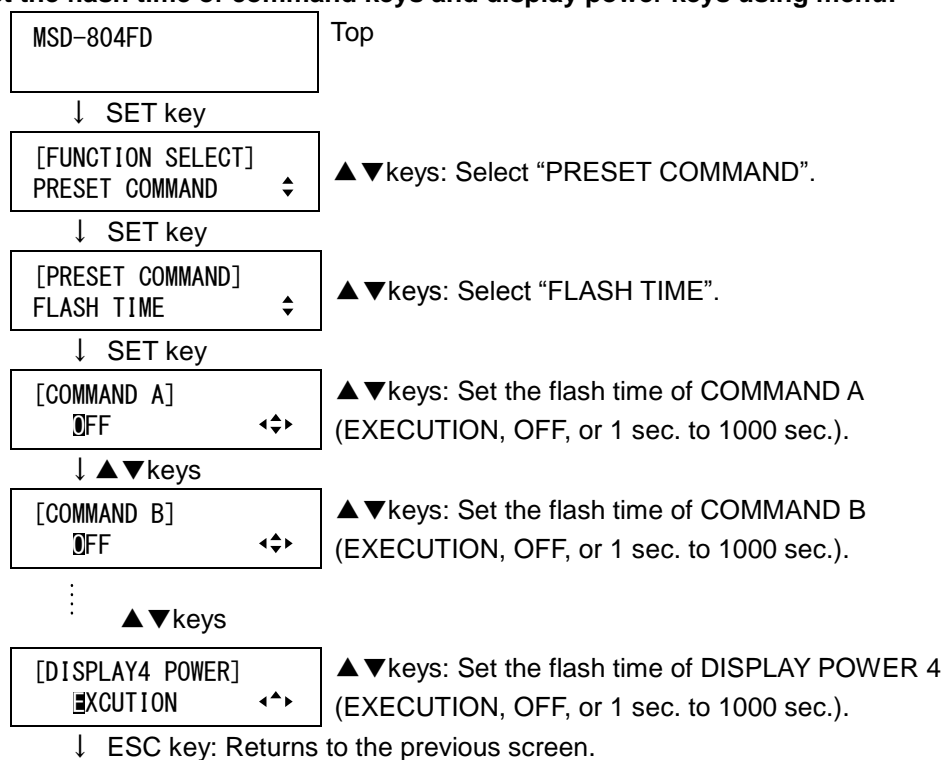 set the flash time of command keys and display power keys using menu.
MSD-804FD
Top
↓ SET key
[FUNCTION SELECT]
PRESET COMMAND
▲▼keys: Select “PRESET COMMAND”.
↓ SET key
[PRESET COMMAND]
FLASH TIME
▲▼keys: Select “FLASH TIME”.
↓ SET key
[COMMAND A]
OFF
▲▼keys: Set the flash time of COMMAND A
(EXECUTION, OFF, or 1 sec. to 1000 sec.).
↓▲▼keys
[COMMAND B]
OFF
▲▼keys: Set the flash time of COMMAND B
(EXECUTION, OFF, or 1 sec. to 1000 sec.).
▲▼keys
[DISPLAY4 POWER]
EXCUTION
▲▼keys: Set the flash time of DISPLAY POWER 4
(EXECUTION, OFF, or 1 sec. to 1000 sec.).
↓ ESC key: Returns to the previous screen.